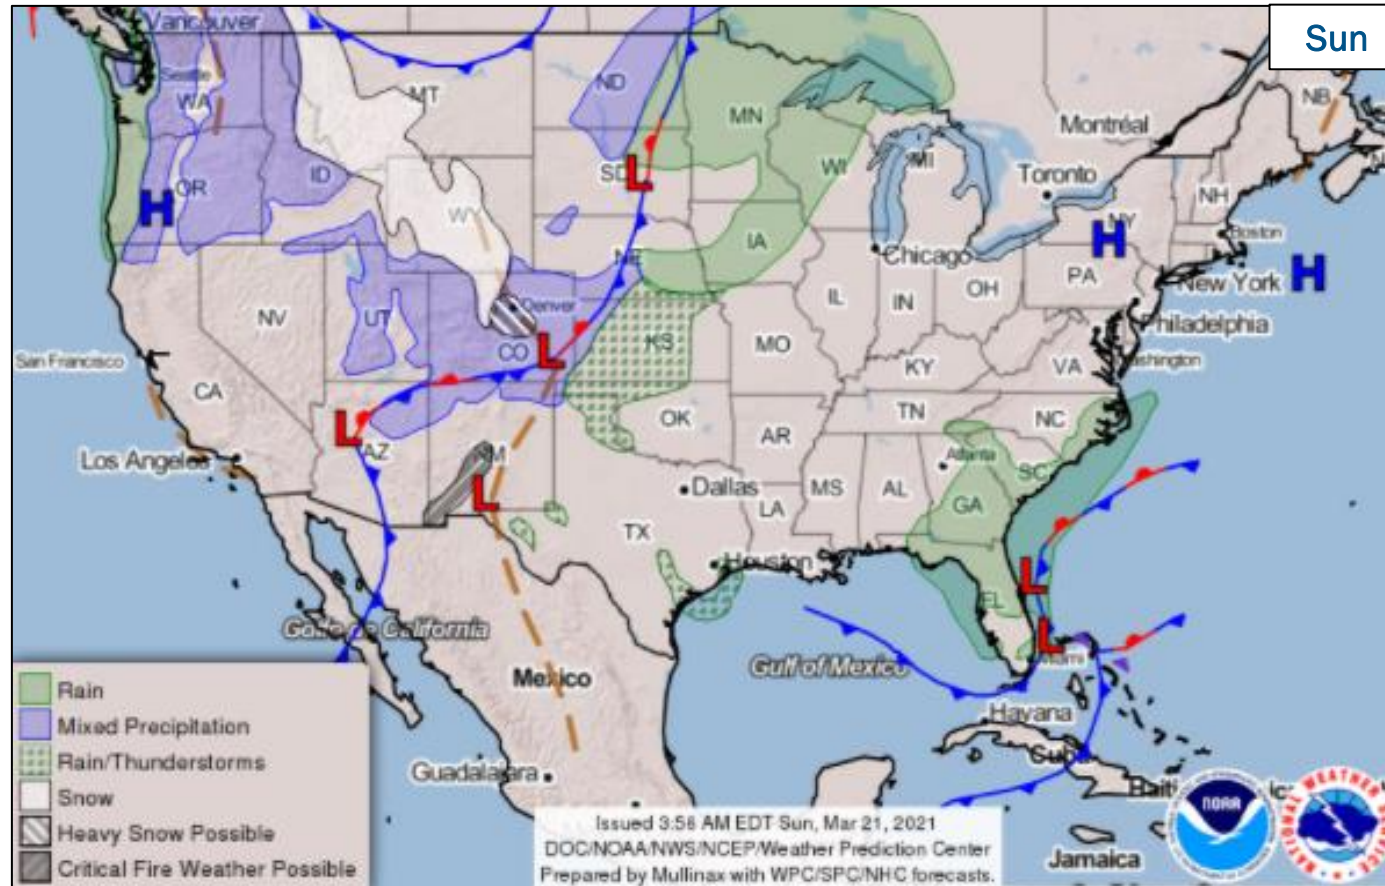 Sun
Vancouver
Seattle
WA
MT
ND
MN
Montréal
NB
OR
ID
SD
WI
MI
Toronto
NH
H
L
WY
NY
Boston
H
IA
NE
Chicago
PA
New York
H
NV
UT
Denver
IL
IN
OH
Philadelphia
San Francisco
CO
L
KS
MO
KY
VA
CA
L
AZ
OK
TN
NC
AR
Los Angeles
NM
Atlanta
SC
L
Dallas
MS
AL
GA
LA
TX
Houston
L
FL
Golfo de California
L
Miami
Mexico
Gulf of Mexico
Havana
Cuba
Guadalajara
Jamaica
Rain
Mixed Precipitation
Rain/Thunderstorms
Snow
Heavy Snow Possible
Critical Fire Weather Possible
Issued 3:56 AM EDT Sun, Mar 21, 2021
DOC/NOAA/NWS/NCEP/Weather Prediction Center
Prepared by Mullinax with WPC/SPC/NHC forecasts.
NOAA
NATIONAL WEATHER SERVICE